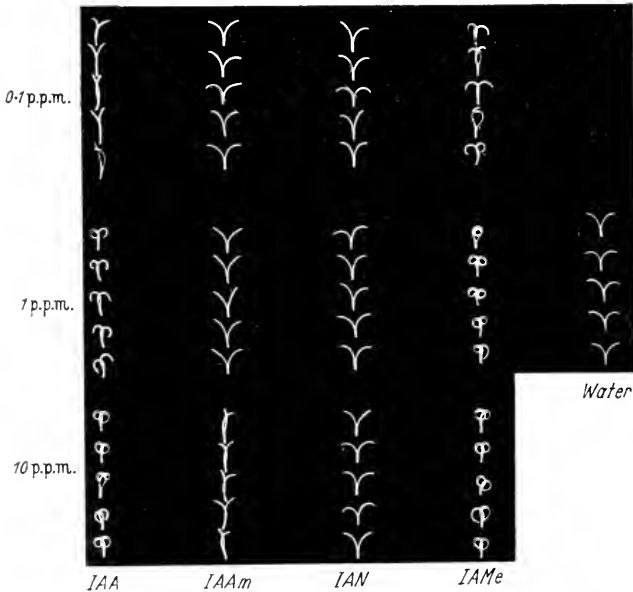 0·1 p.p.m.
1 p.p.m.
Water
10 p.p.m.
IAA IAAm IAN IAMe